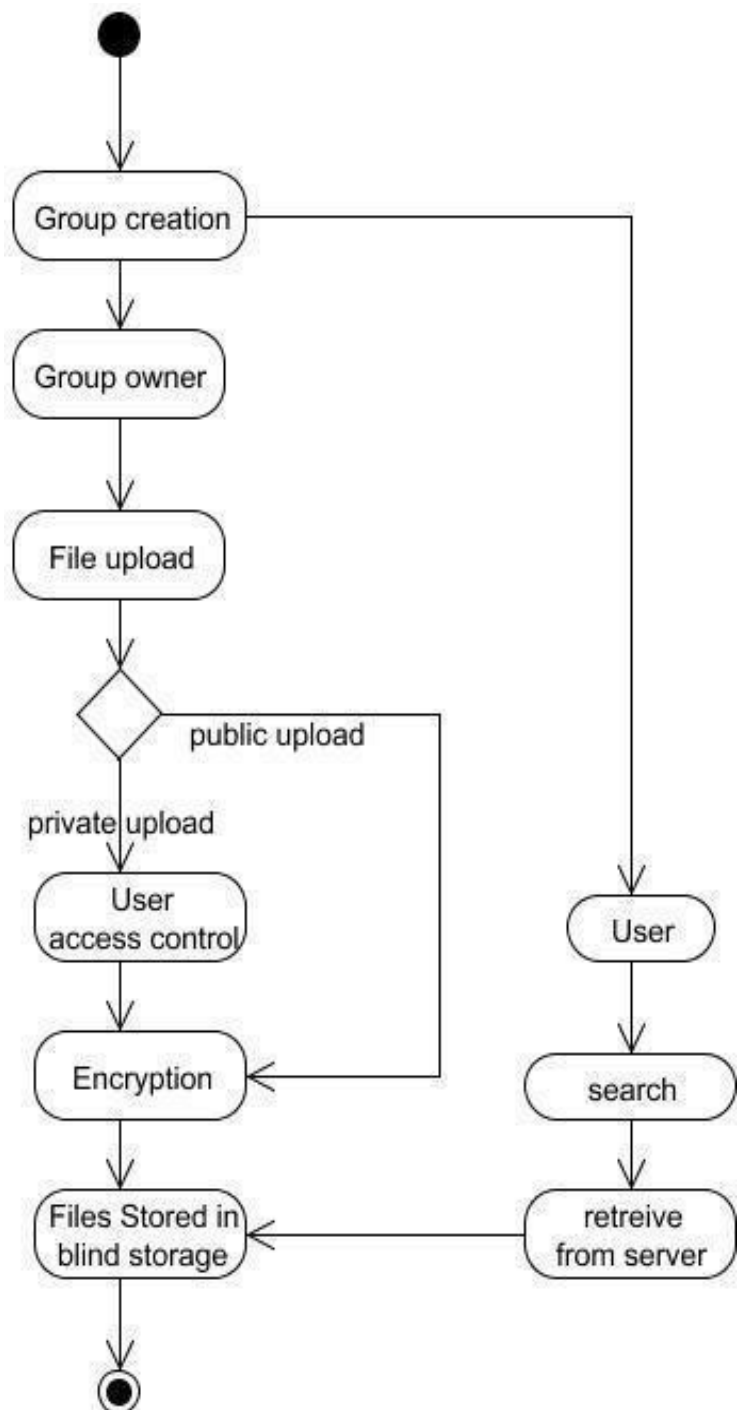 Group creation
Group owner
File upload
public upload
private upload
User
access control
User
Encryption
search
Files Stored in
blind storage
retreive
from server